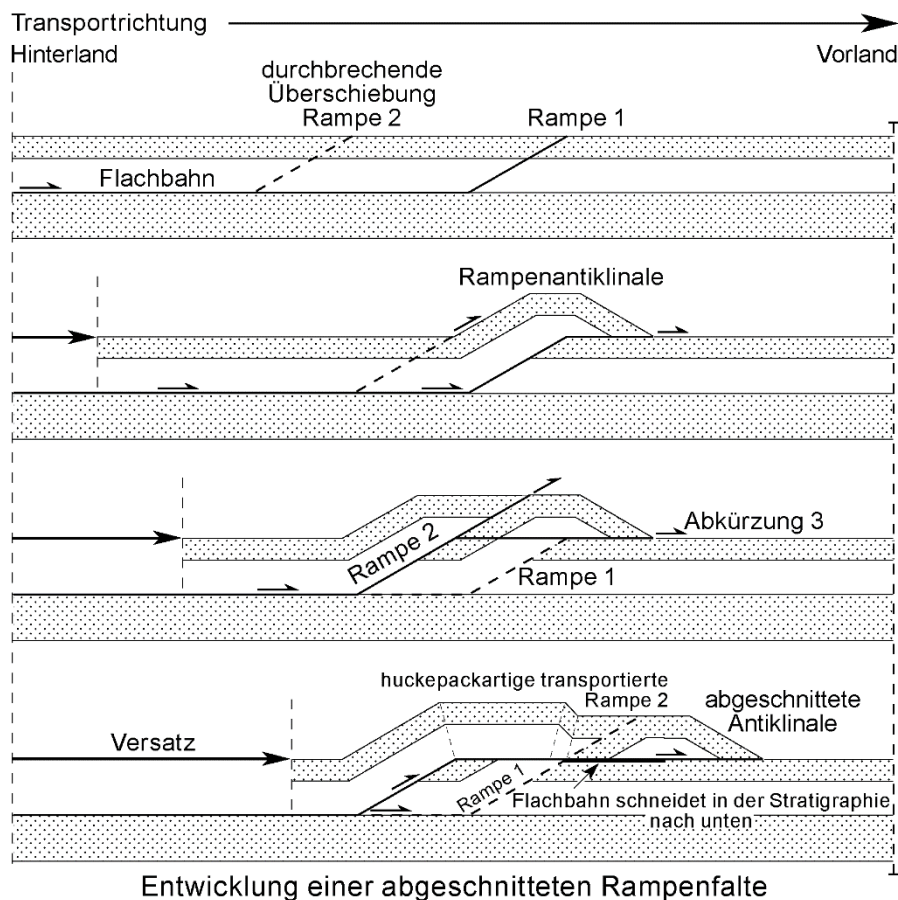 Transportrichtung
Hinterland
Vorland
durchbrechende
Überschiebung
Rampe 2
Rampe 1
Flachbahn
Rampenantiklinale
Rampe 2
Abkürzung 3
Rampe 1
huckepackartige transportierte
Rampe 2
abgeschnittete
Antiklinale
Versatz
Rampe 1
Flachbahn schneidet in der Stratigraphie
nach unten
Entwicklung einer abgeschnitteten Rampenfalte